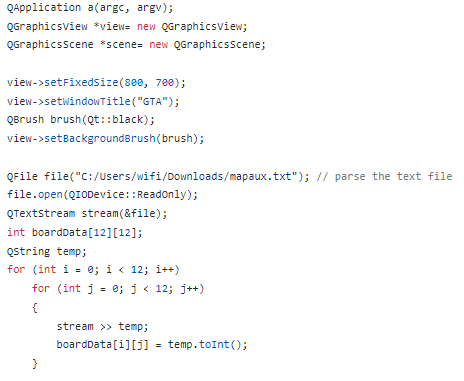 QApplication a(argc, argv);
QGraphicsView *view= new QGraphicsView;
QGraphicsScene *scene= new QGraphicsScene;
view->setFixedSize(800, 700);
view->setWindowTitle("GTA");
QBrush brush(Qt::black);
view->setBackgroundBrush(brush);
QFile file("C:/Users/wifi/Downloads/mapaux.txt"); // parse the text file
file.open(QIODevice::ReadOnly);
QTextStream stream(&file);
int boardData[12][12];
QString temp;
for (int i = 0; i < 12; i++)
    for (int j = 0; j < 12; j++)
    {
        stream >> temp;
        boardData[i][j] = temp.toInt();
    }